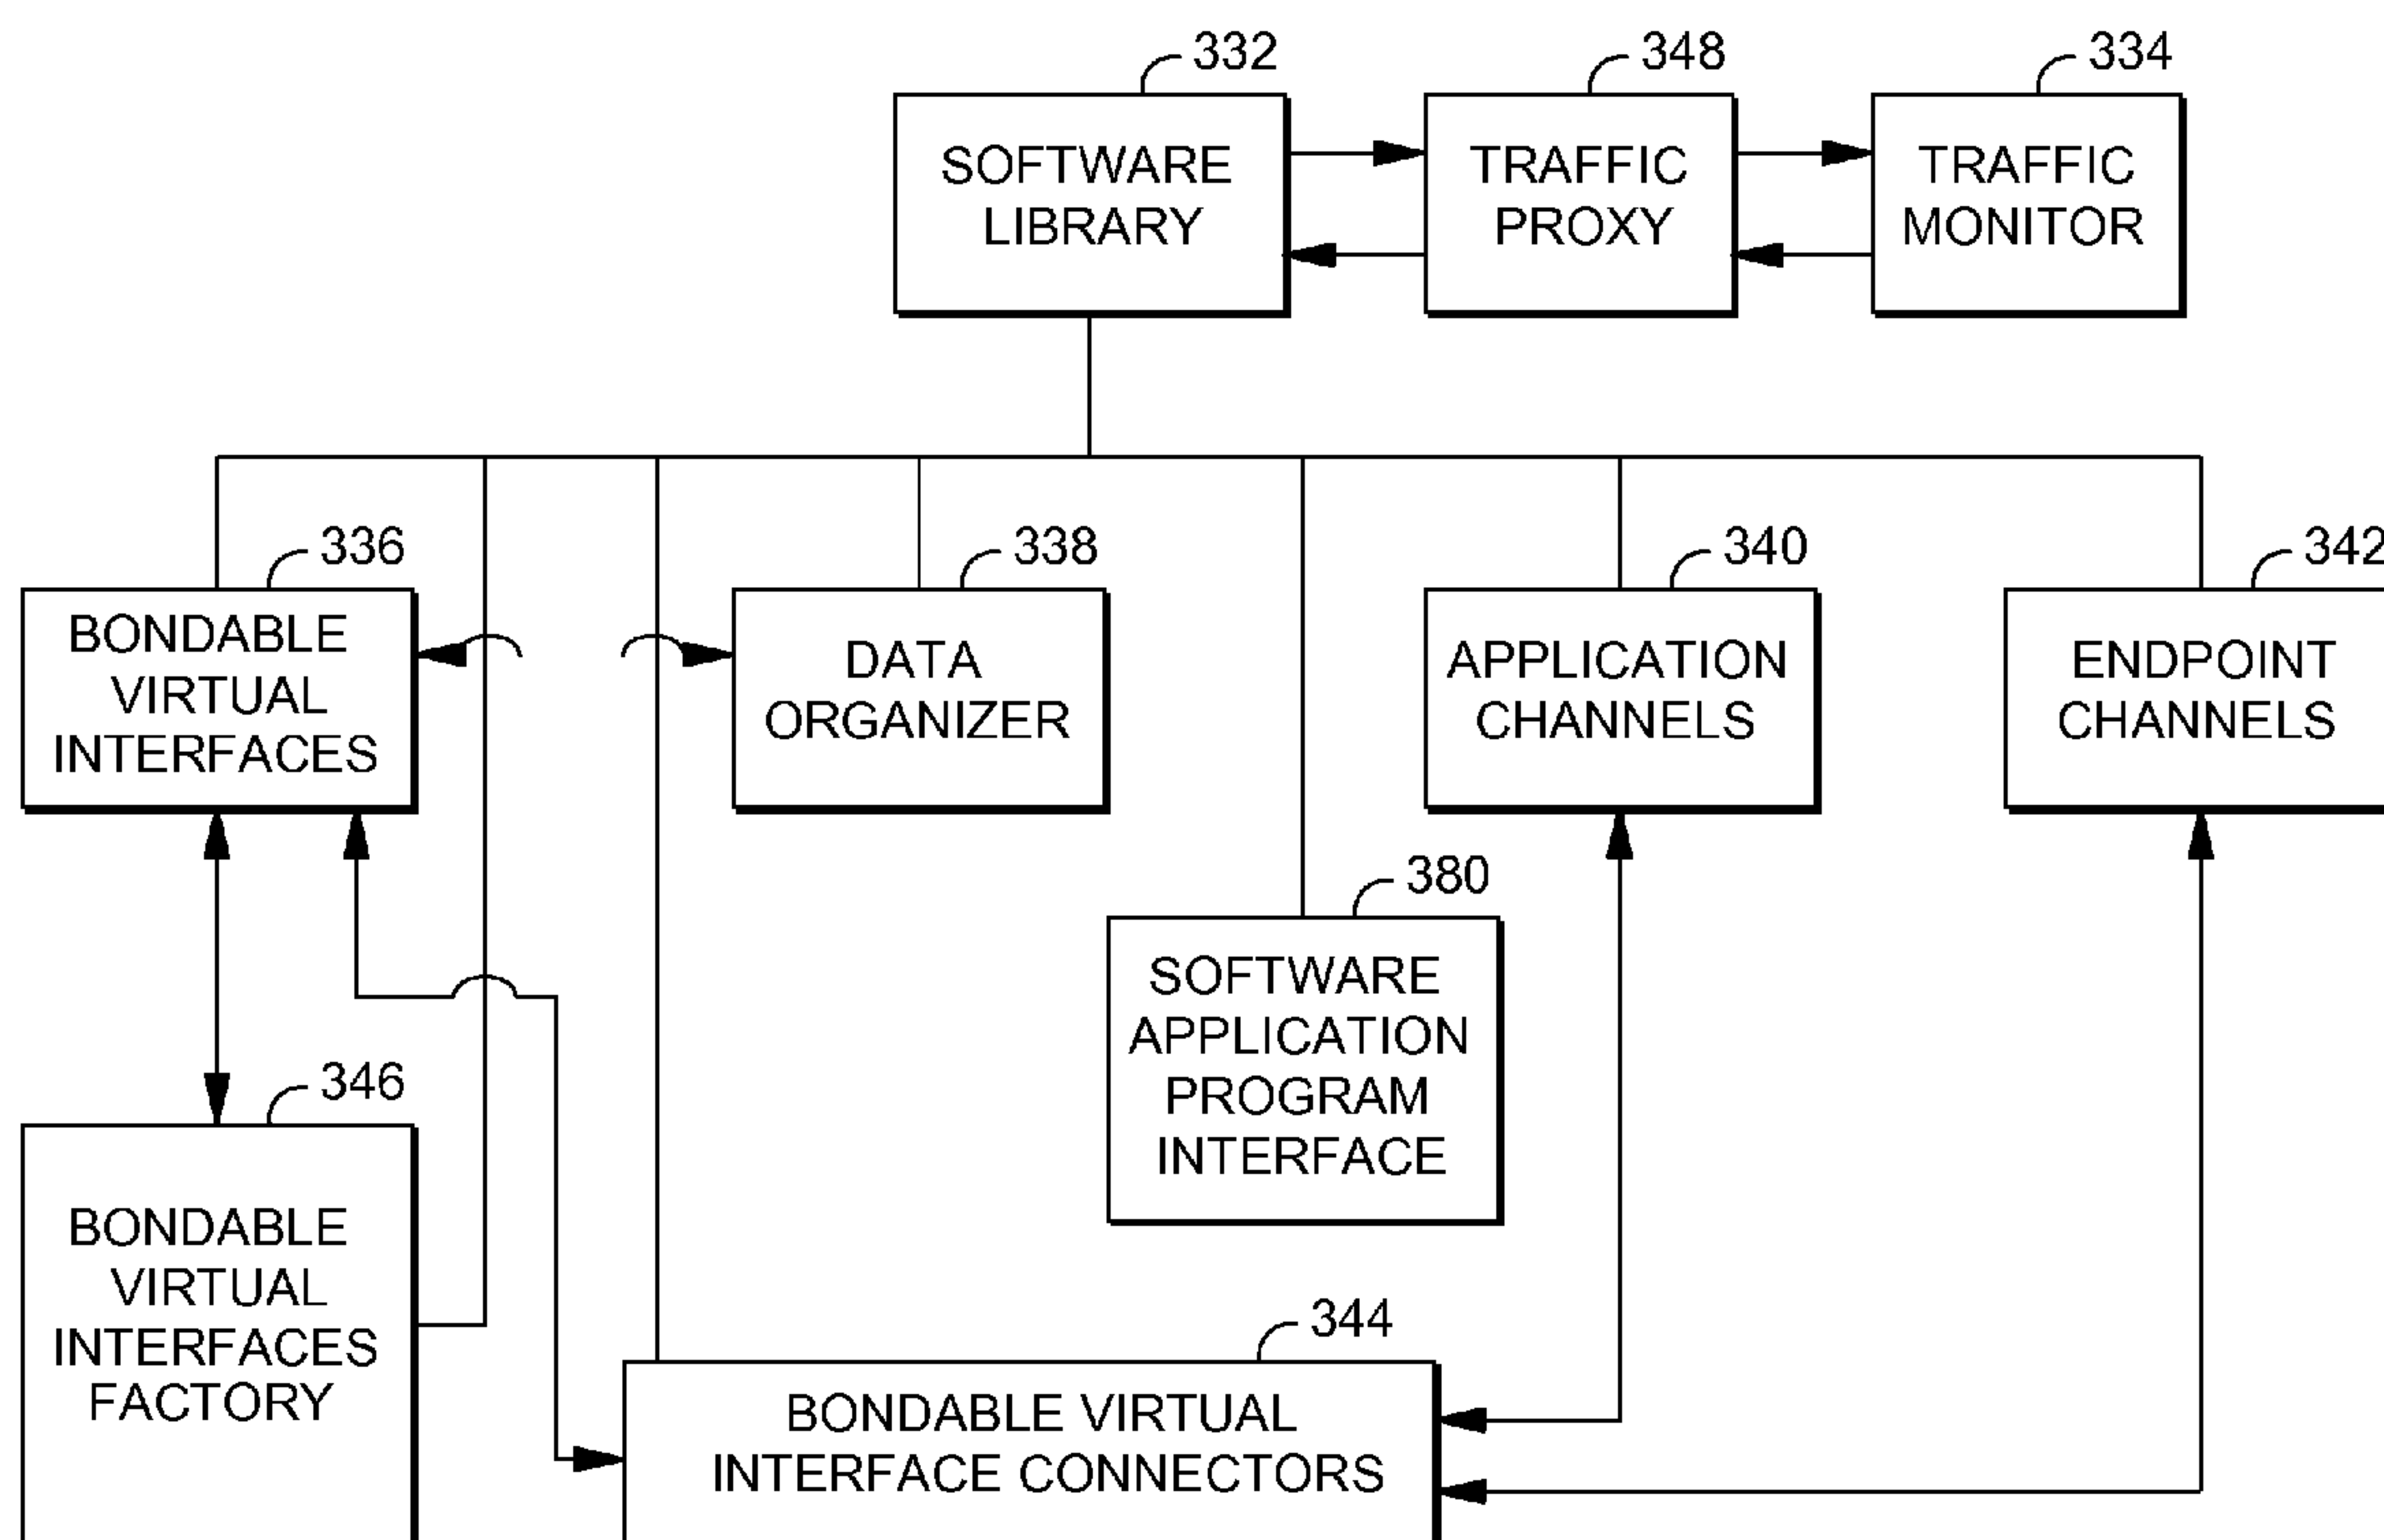 332
348
334
SOFTWARE
LIBRARY
TRAFFIC
PROXY
TRAFFIC
MONITOR
336
338
340
342
BONDABLE
VIRTUAL
INTERFACES
DATA
ORGANIZER
APPLICATION
CHANNELS
ENDPOINT
CHANNELS
380
SOFTWARE
APPLICATION
PROGRAM
INTERFACE
346
BONDABLE
VIRTUAL
INTERFACES
FACTORY
344
BONDABLE VIRTUAL
INTERFACE CONNECTORS